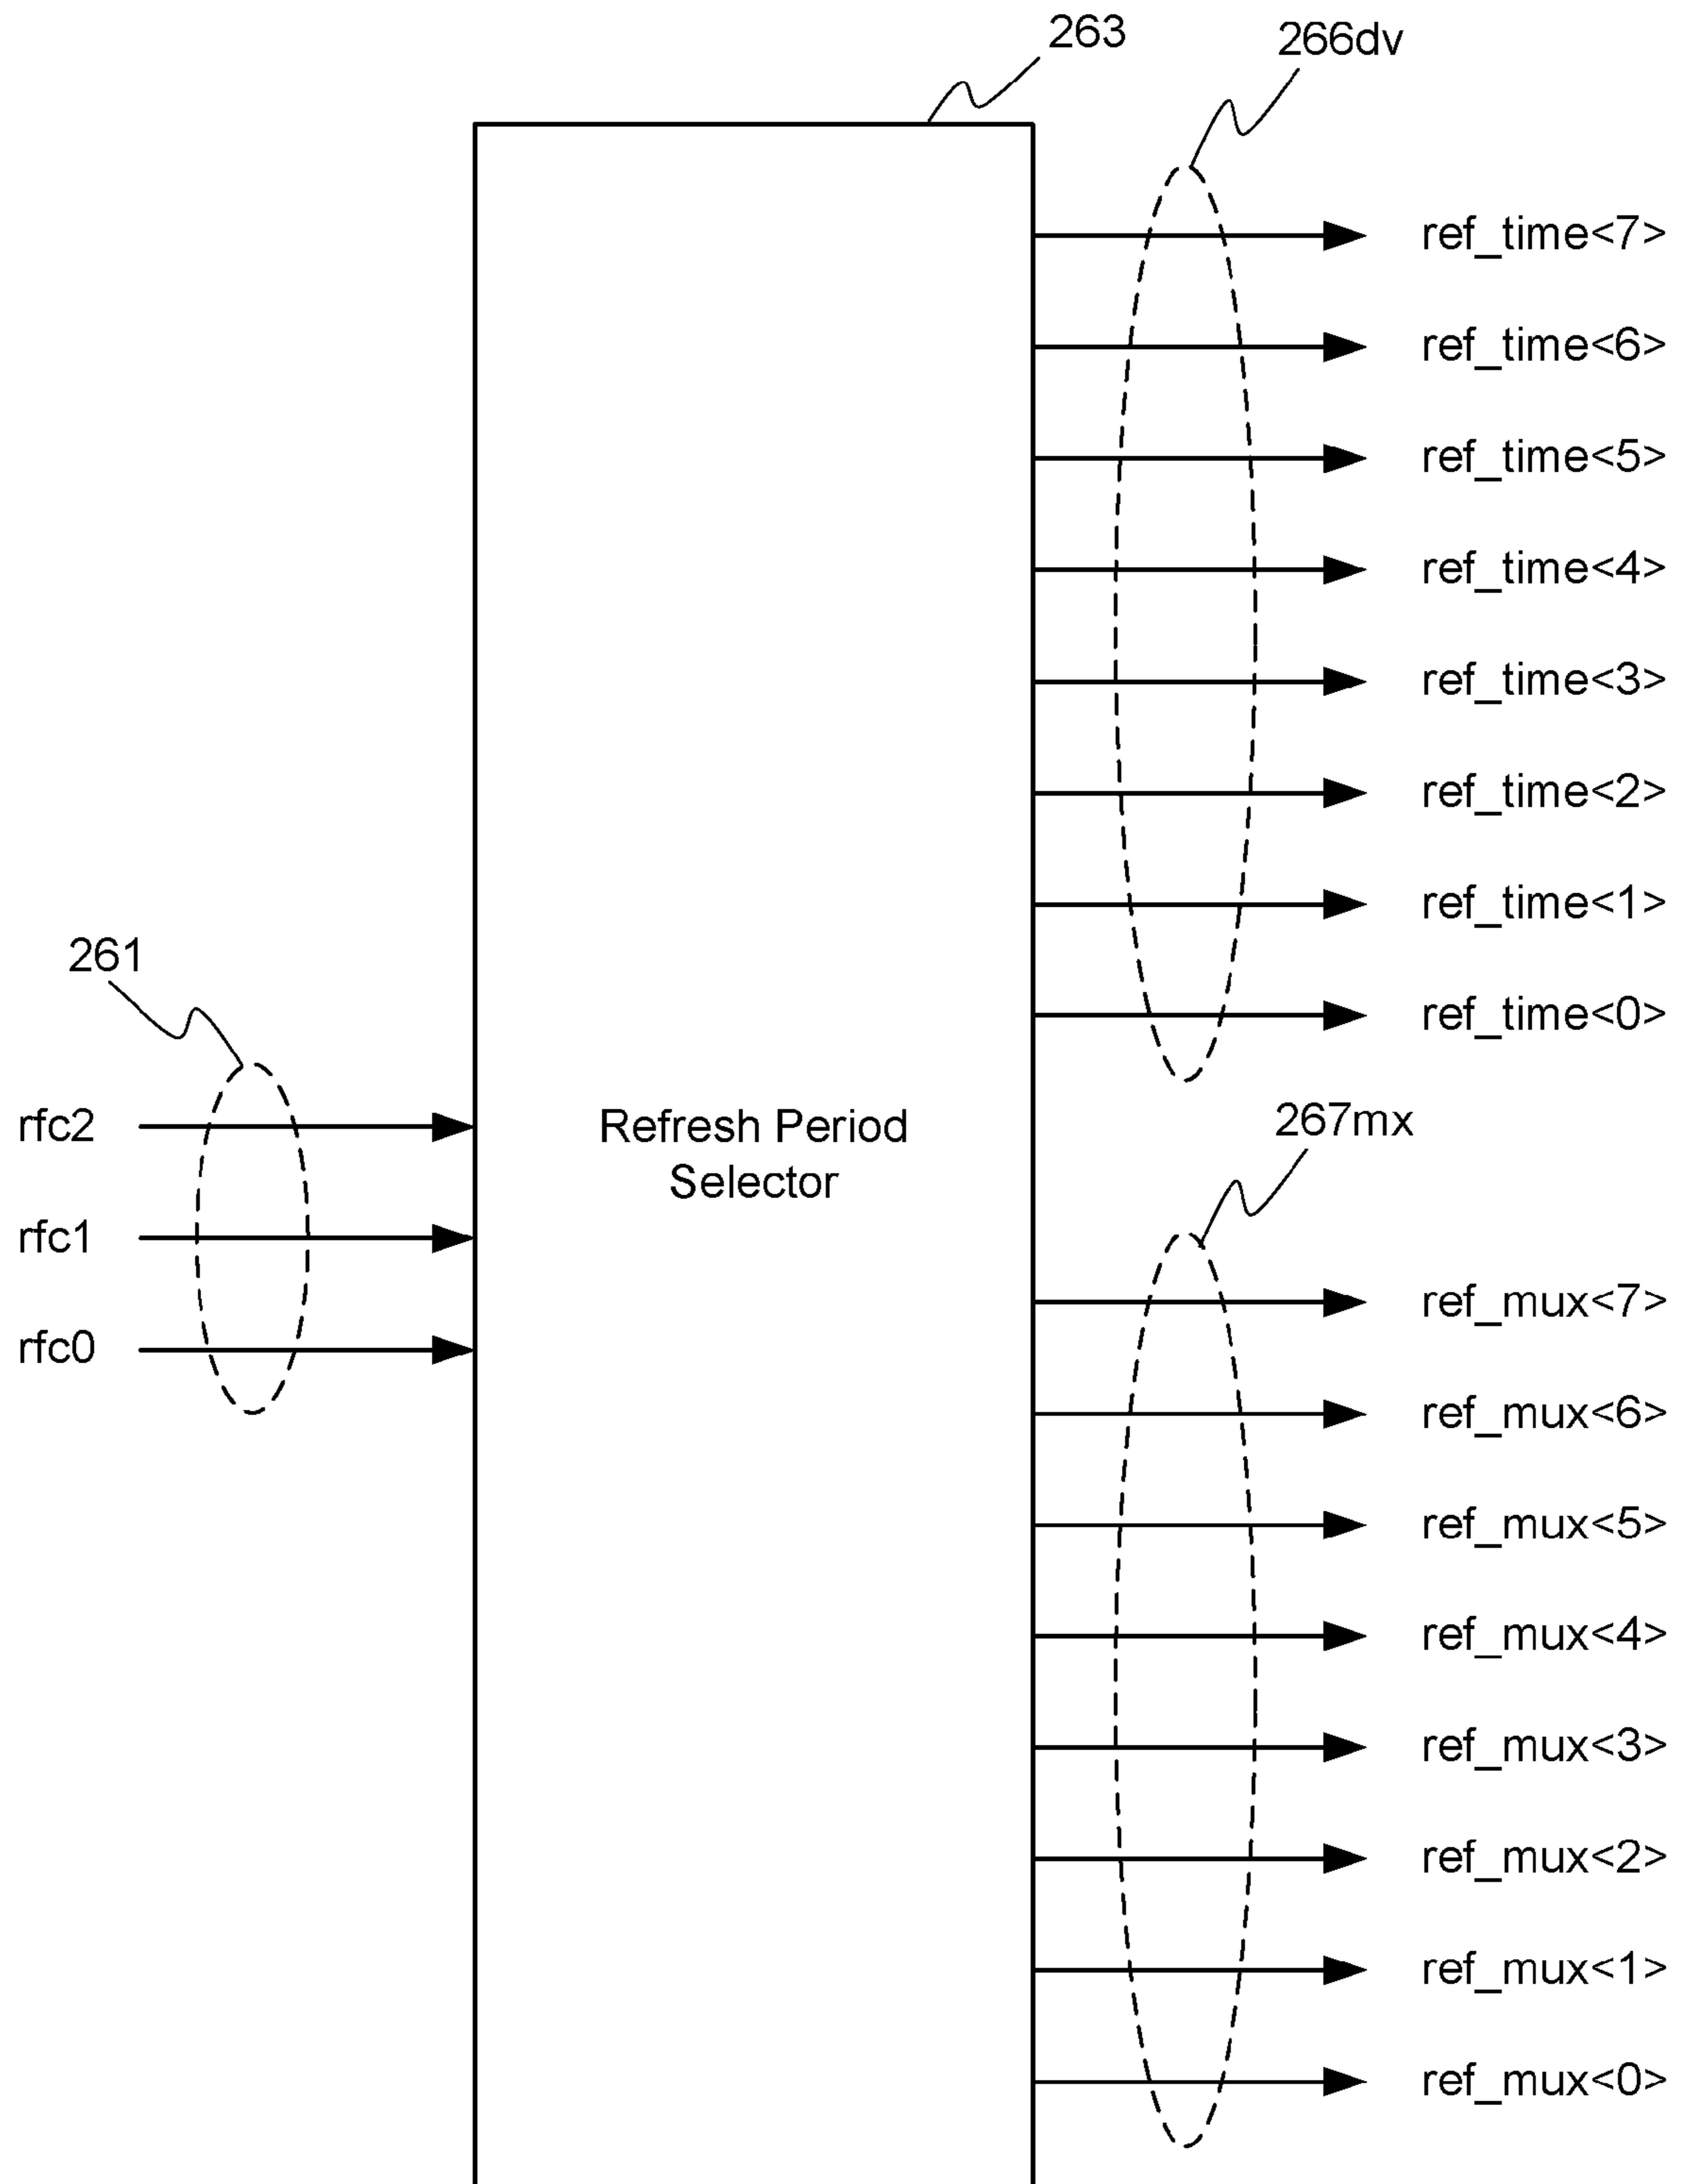 263
266dv
ref_time<7>
ref_time<6>
ref_time<5>
ref_time<4>
ref_time<3>
ref_time<2>
ref_time<1>
ref_time<0>
261
rfc2
rfc1
rfc0
Refresh Period
Selector
267mx
ref_mux<7>
ref_mux<6>
ref_mux<5>
ref_mux<4>
ref_mux<3>
ref_mux<2>
ref_mux<1>
ref_mux<0>